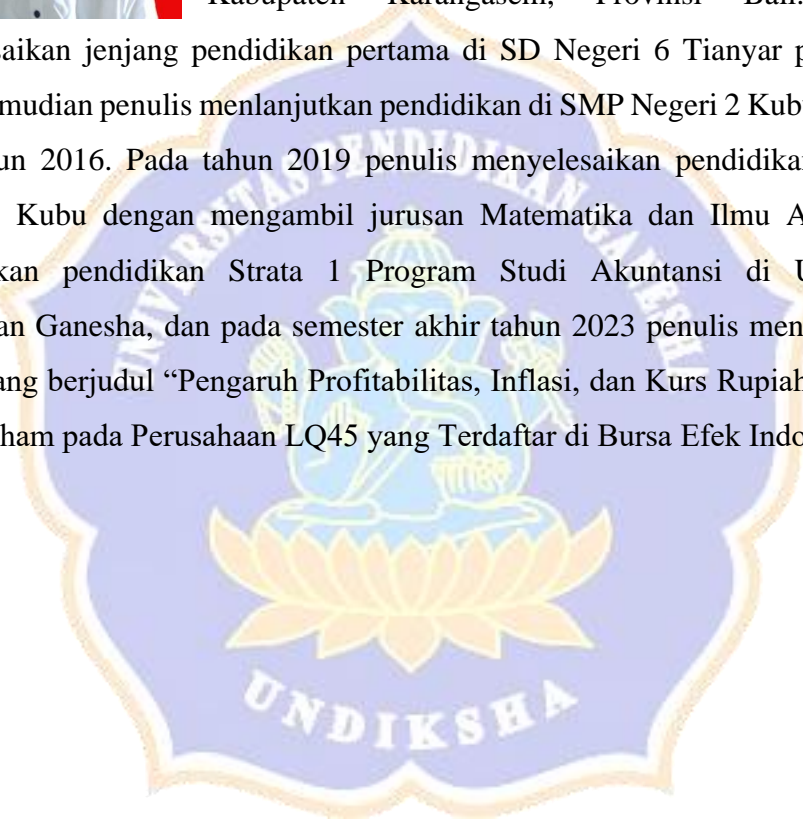 Kabupaten Karangasem, Provinsi Bali.
saikan jenjang pendidikan pertama di SD Negeri 6 Tianyar p
mudian penulis menlanjutkan pendidikan di SMP Negeri 2 Kub
un 2016. Pada tahun 2019 penulis menyelesaikan pendidika
Kubu dengan mengambil jurusan Matematika dan Ilmu A
kan pendidikan Strata 1 Program Studi Akuntansi di U
an Ganesha, dan pada semester akhir tahun 2023 penulis men
ang berjudul “Pengaruh Profitabilitas, Inflasi, dan Kurs Rupiah
ham pada Perusahaan LQ45 yang Terdaftar di Bursa Efek Indo
UNIVERSITAS PENDIDIKAN GANESHA
UNDIKSHA